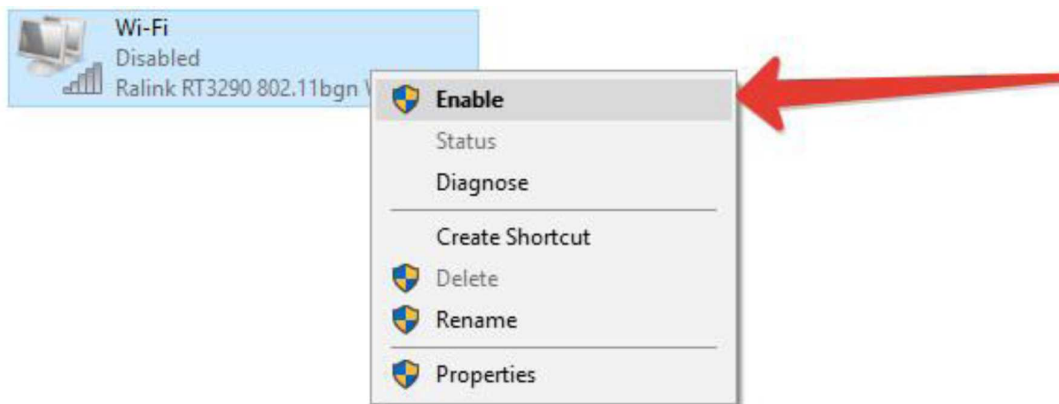 Wi-Fi
Disabled
Ralink RT3290 802.11bgn
Enable
Status
Diagnose
Create Shortcut
Delete
Rename
Properties